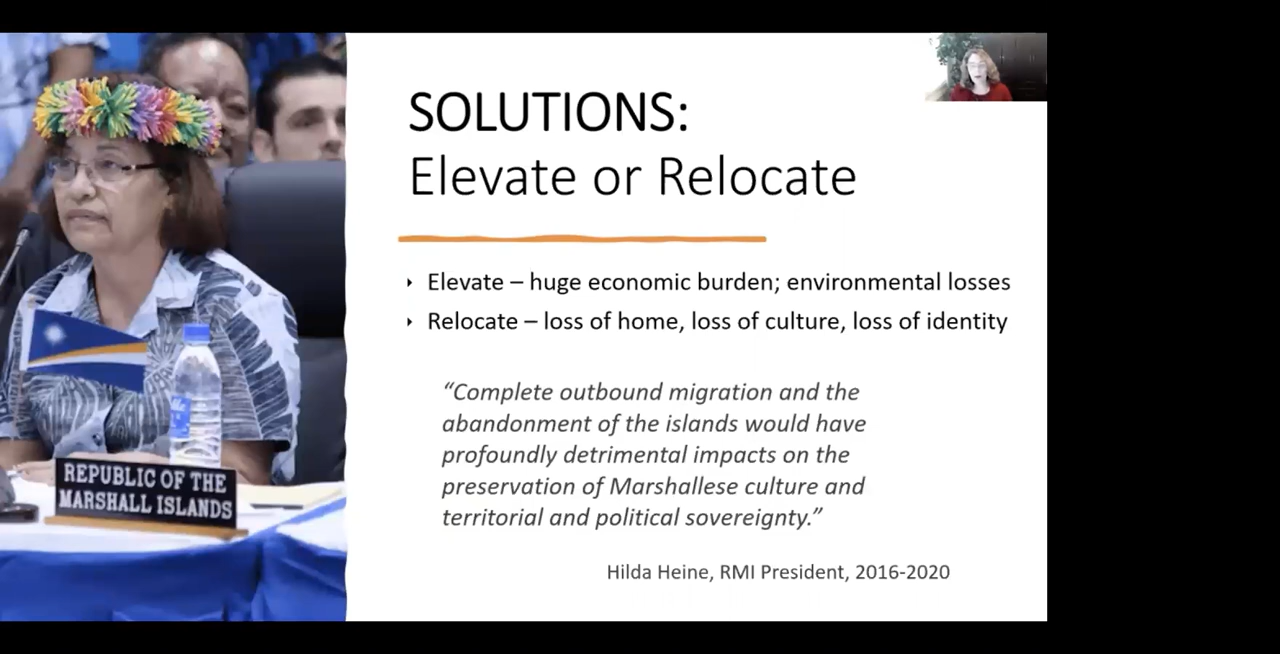 SOLUTIONS:
Elevate or Relocate
Elevate – huge economic burden; environmental losses
Relocate – loss of home, loss of culture, loss of identity
“Complete outbound migration and the
abandonment of the islands would have
profoundly detrimental impacts on the
preservation of Marshallese culture and
territorial and political sovereignty.”
Hilda Heine, RMI President, 2016-2020
REPUBLIC OF THE
MARSHALL ISLANDS